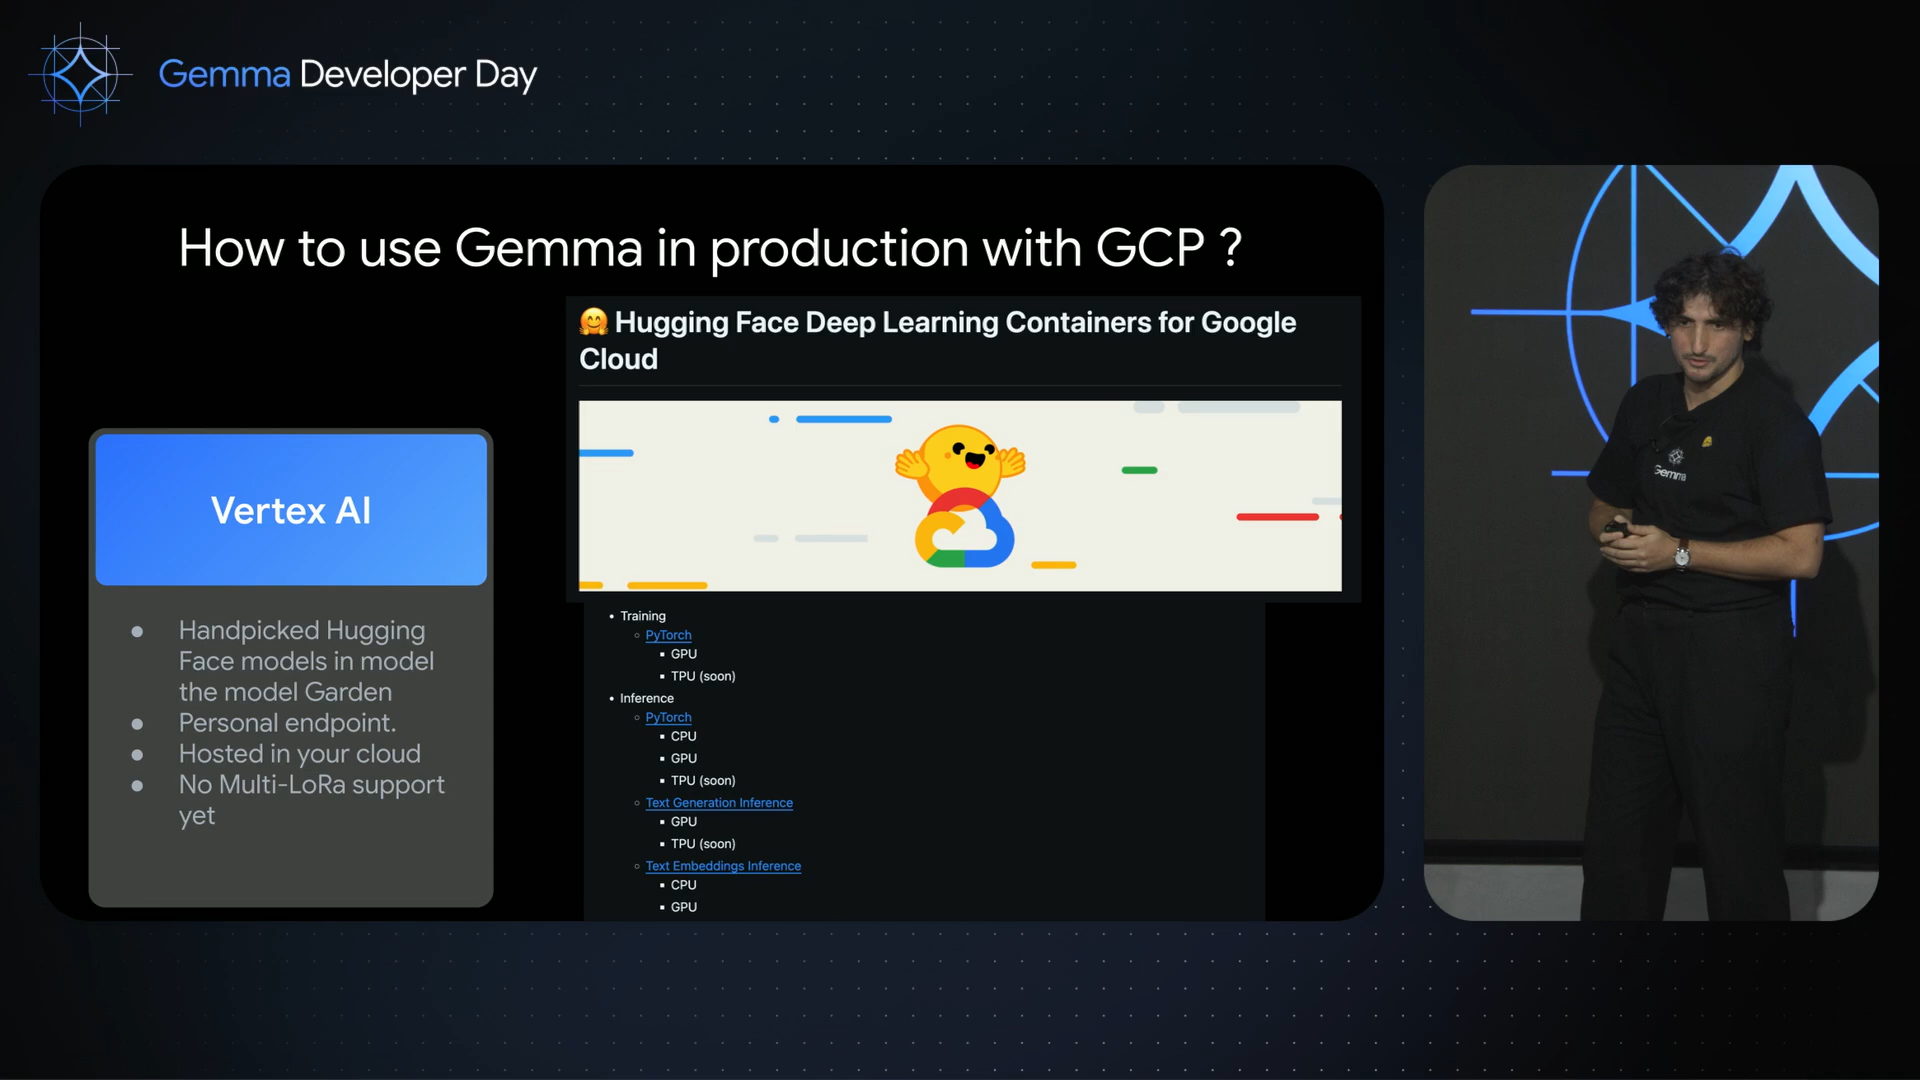 Gemma Developer Day
How to use Gemma in production with GCP ?
🤗 Hugging Face Deep Learning Containers for Google
Cloud
Vertex AI
● Handpicked Hugging
Face models in model
the model Garden
● Personal endpoint.
● Hosted in your cloud
● No Multi-LoRa support
yet
• Training
◦ PyTorch
▪ GPU
▪ TPU (soon)
• Inference
◦ PyTorch
▪ CPU
▪ GPU
▪ TPU (soon)
◦ Text Generation Inference
▪ GPU
▪ TPU (soon)
◦ Text Embeddings Inference
▪ CPU
▪ GPU
Gemma